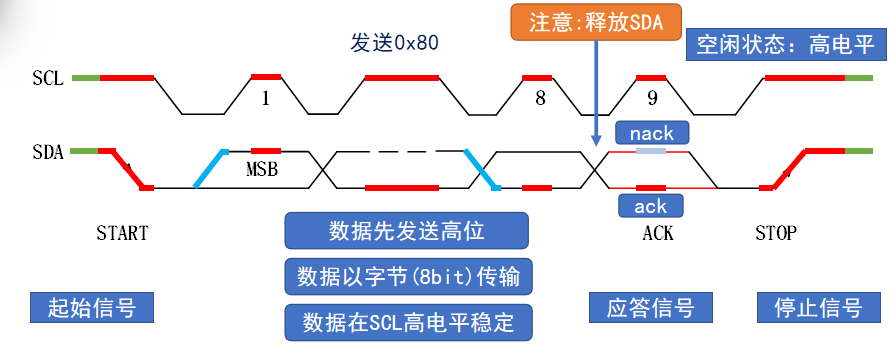 注意:释放SDA
发送0x80
空闲状态：高电平
SCL
1
8
9
nack
SDA
MSB
ack
START
ACK
STOP
数据先发送高位
数据以字节(8bit)传输
数据在SCL高电平稳定
起始信号
应答信号
停止信号